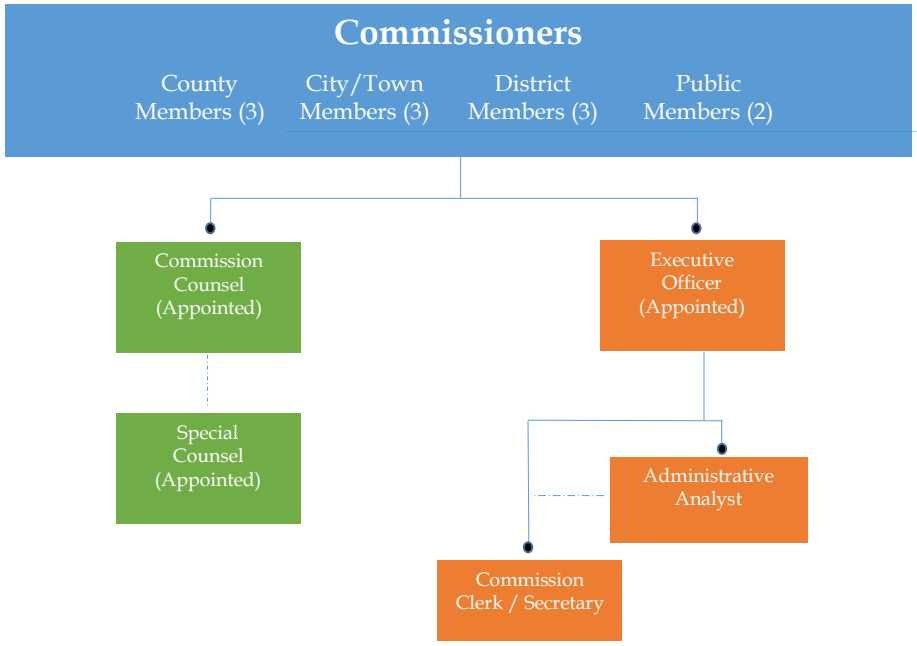 Commissioners
County
Members (3)
City/Town
Members (3)
District
Members (3)
Public
Members (2)
Commission
Counsel
(Appointed)
Executive
Officer
(Appointed)
Special
Counsel
(Appointed)
Administrative
Analyst
Commission
Clerk / Secretary